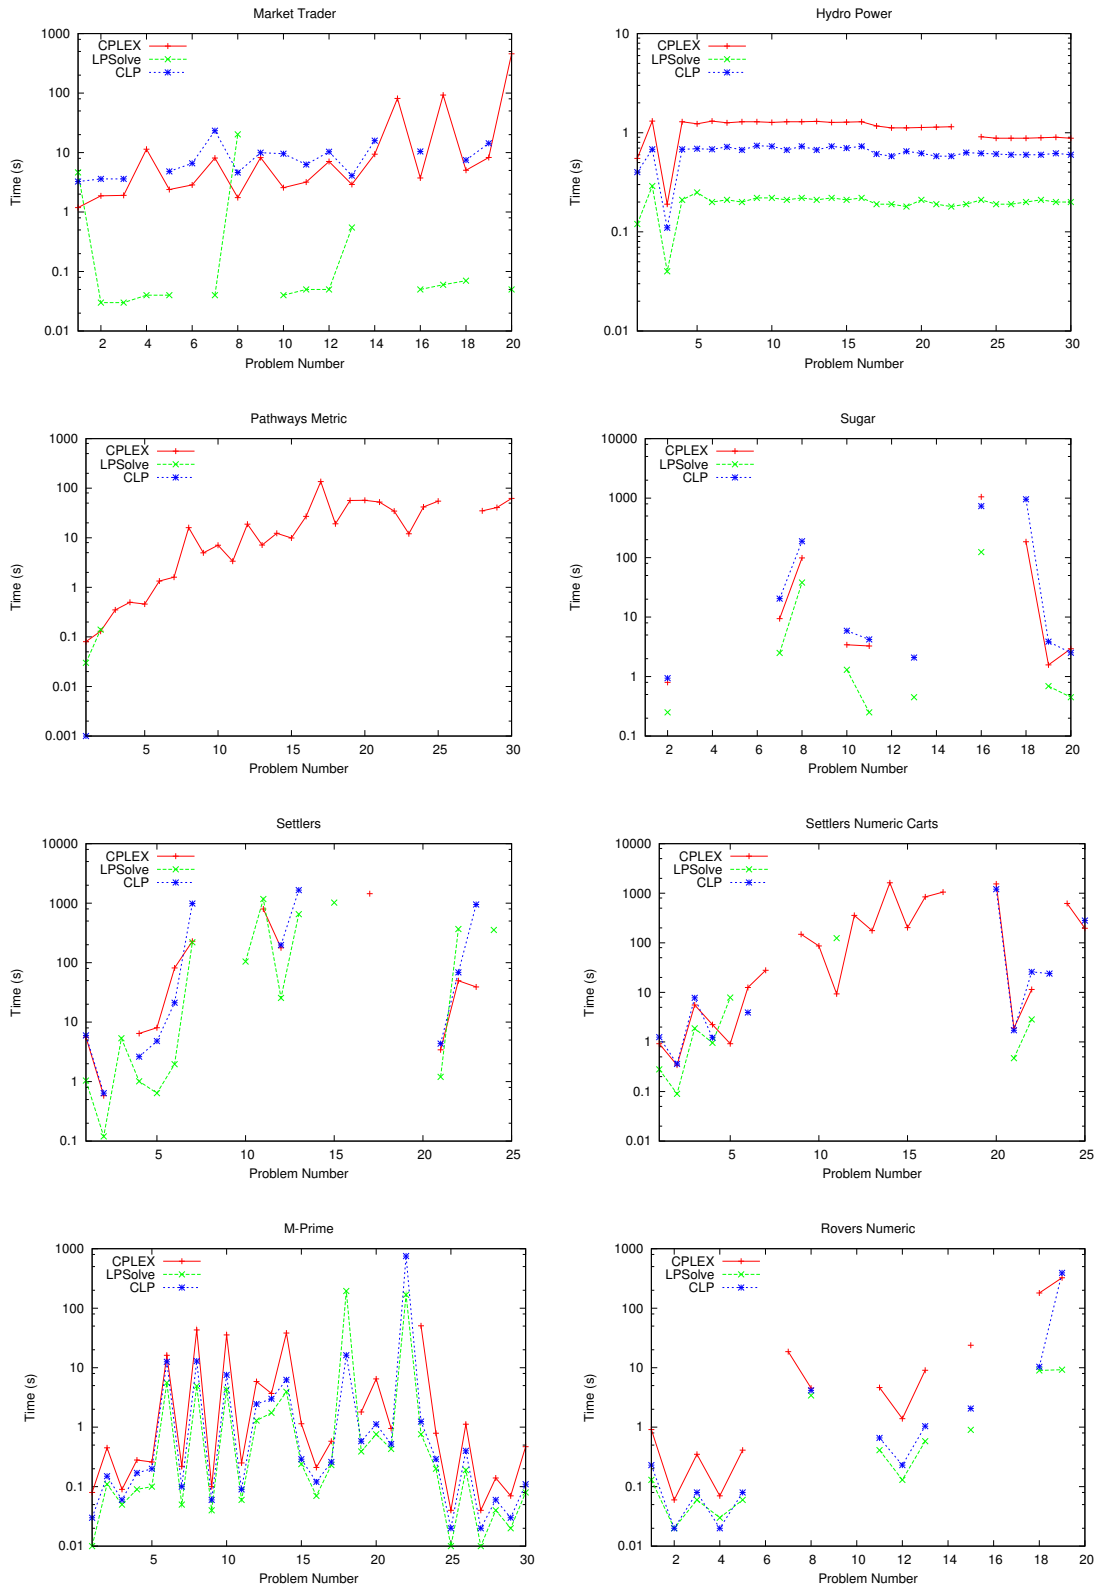 Market Trader
CPLEX
LPSolve
CLP
1000
100
10
1
0.1
0.01
2 4 6 8 10 12 14 16 18 20
Time (s)
Problem Number
Hydro Power
CPLEX
LPSolve
CLP
10
1
0.1
0.01
5 10 15 20 25 30
Time (s)
Problem Number
Pathways Metric
CPLEX
LPSolve
CLP
1000
100
10
1
0.1
0.01
0.001
5 10 15 20 25 30
Time (s)
Problem Number
Sugar
CPLEX
LPSolve
CLP
10000
1000
100
10
1
0.1
2 4 6 8 10 12 14 16 18 20
Time (s)
Problem Number
Settlers
CPLEX
LPSolve
CLP
10000
1000
100
10
1
0.1
5 10 15 20 25
Time (s)
Problem Number
Settlers Numeric Carts
CPLEX
LPSolve
CLP
10000
1000
100
10
1
0.1
0.01
5 10 15 20 25
Time (s)
Problem Number
M-Prime
CPLEX
LPSolve
CLP
1000
100
10
1
0.1
0.01
5 10 15 20 25 30
Time (s)
Problem Number
Rovers Numeric
CPLEX
LPSolve
CLP
1000
100
10
1
0.1
0.01
2 4 6 8 10 12 14 16 18 20
Time (s)
Problem Number